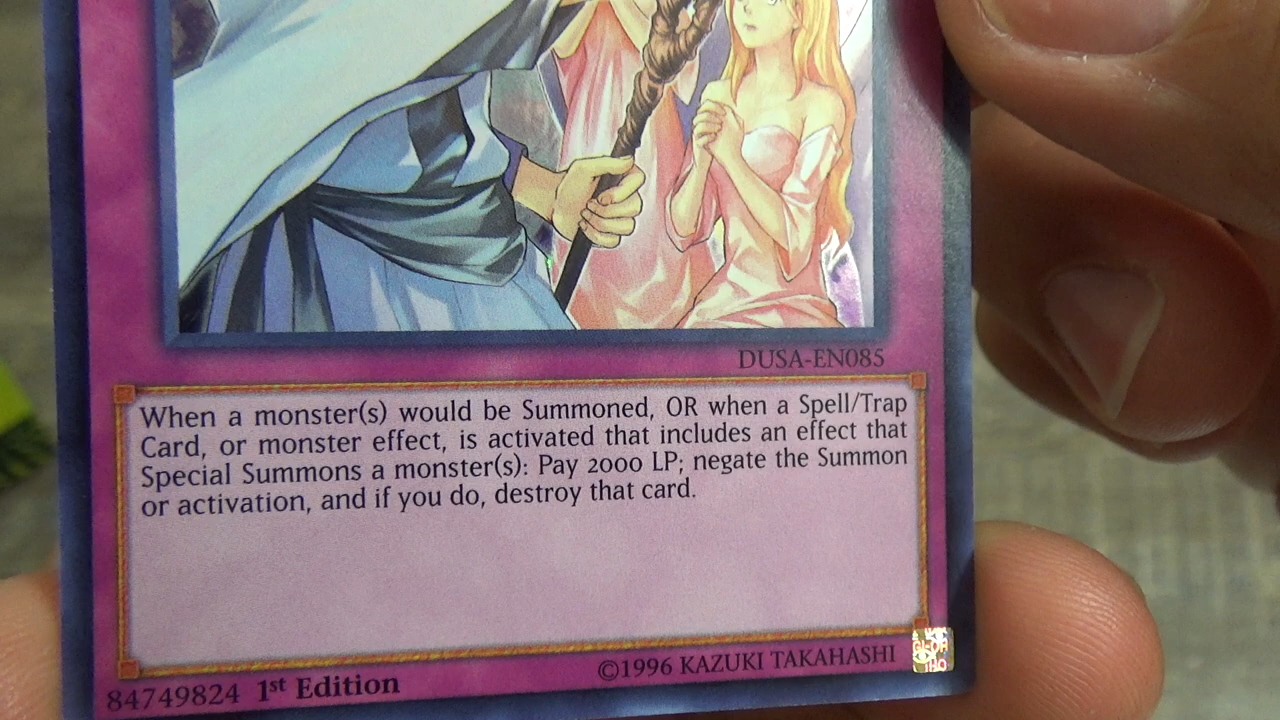 DUSA-EN085
When a monster(s) would be Summoned, OR when a Spell/Trap
Card, or monster effect, is activated that includes an effect that
Special Summons a monster(s): Pay 2000 LP; negate the Summon
or activation, and if you do, destroy that card.
©1996 KAZUKI TAKAHASHI
84749824 1st Edition